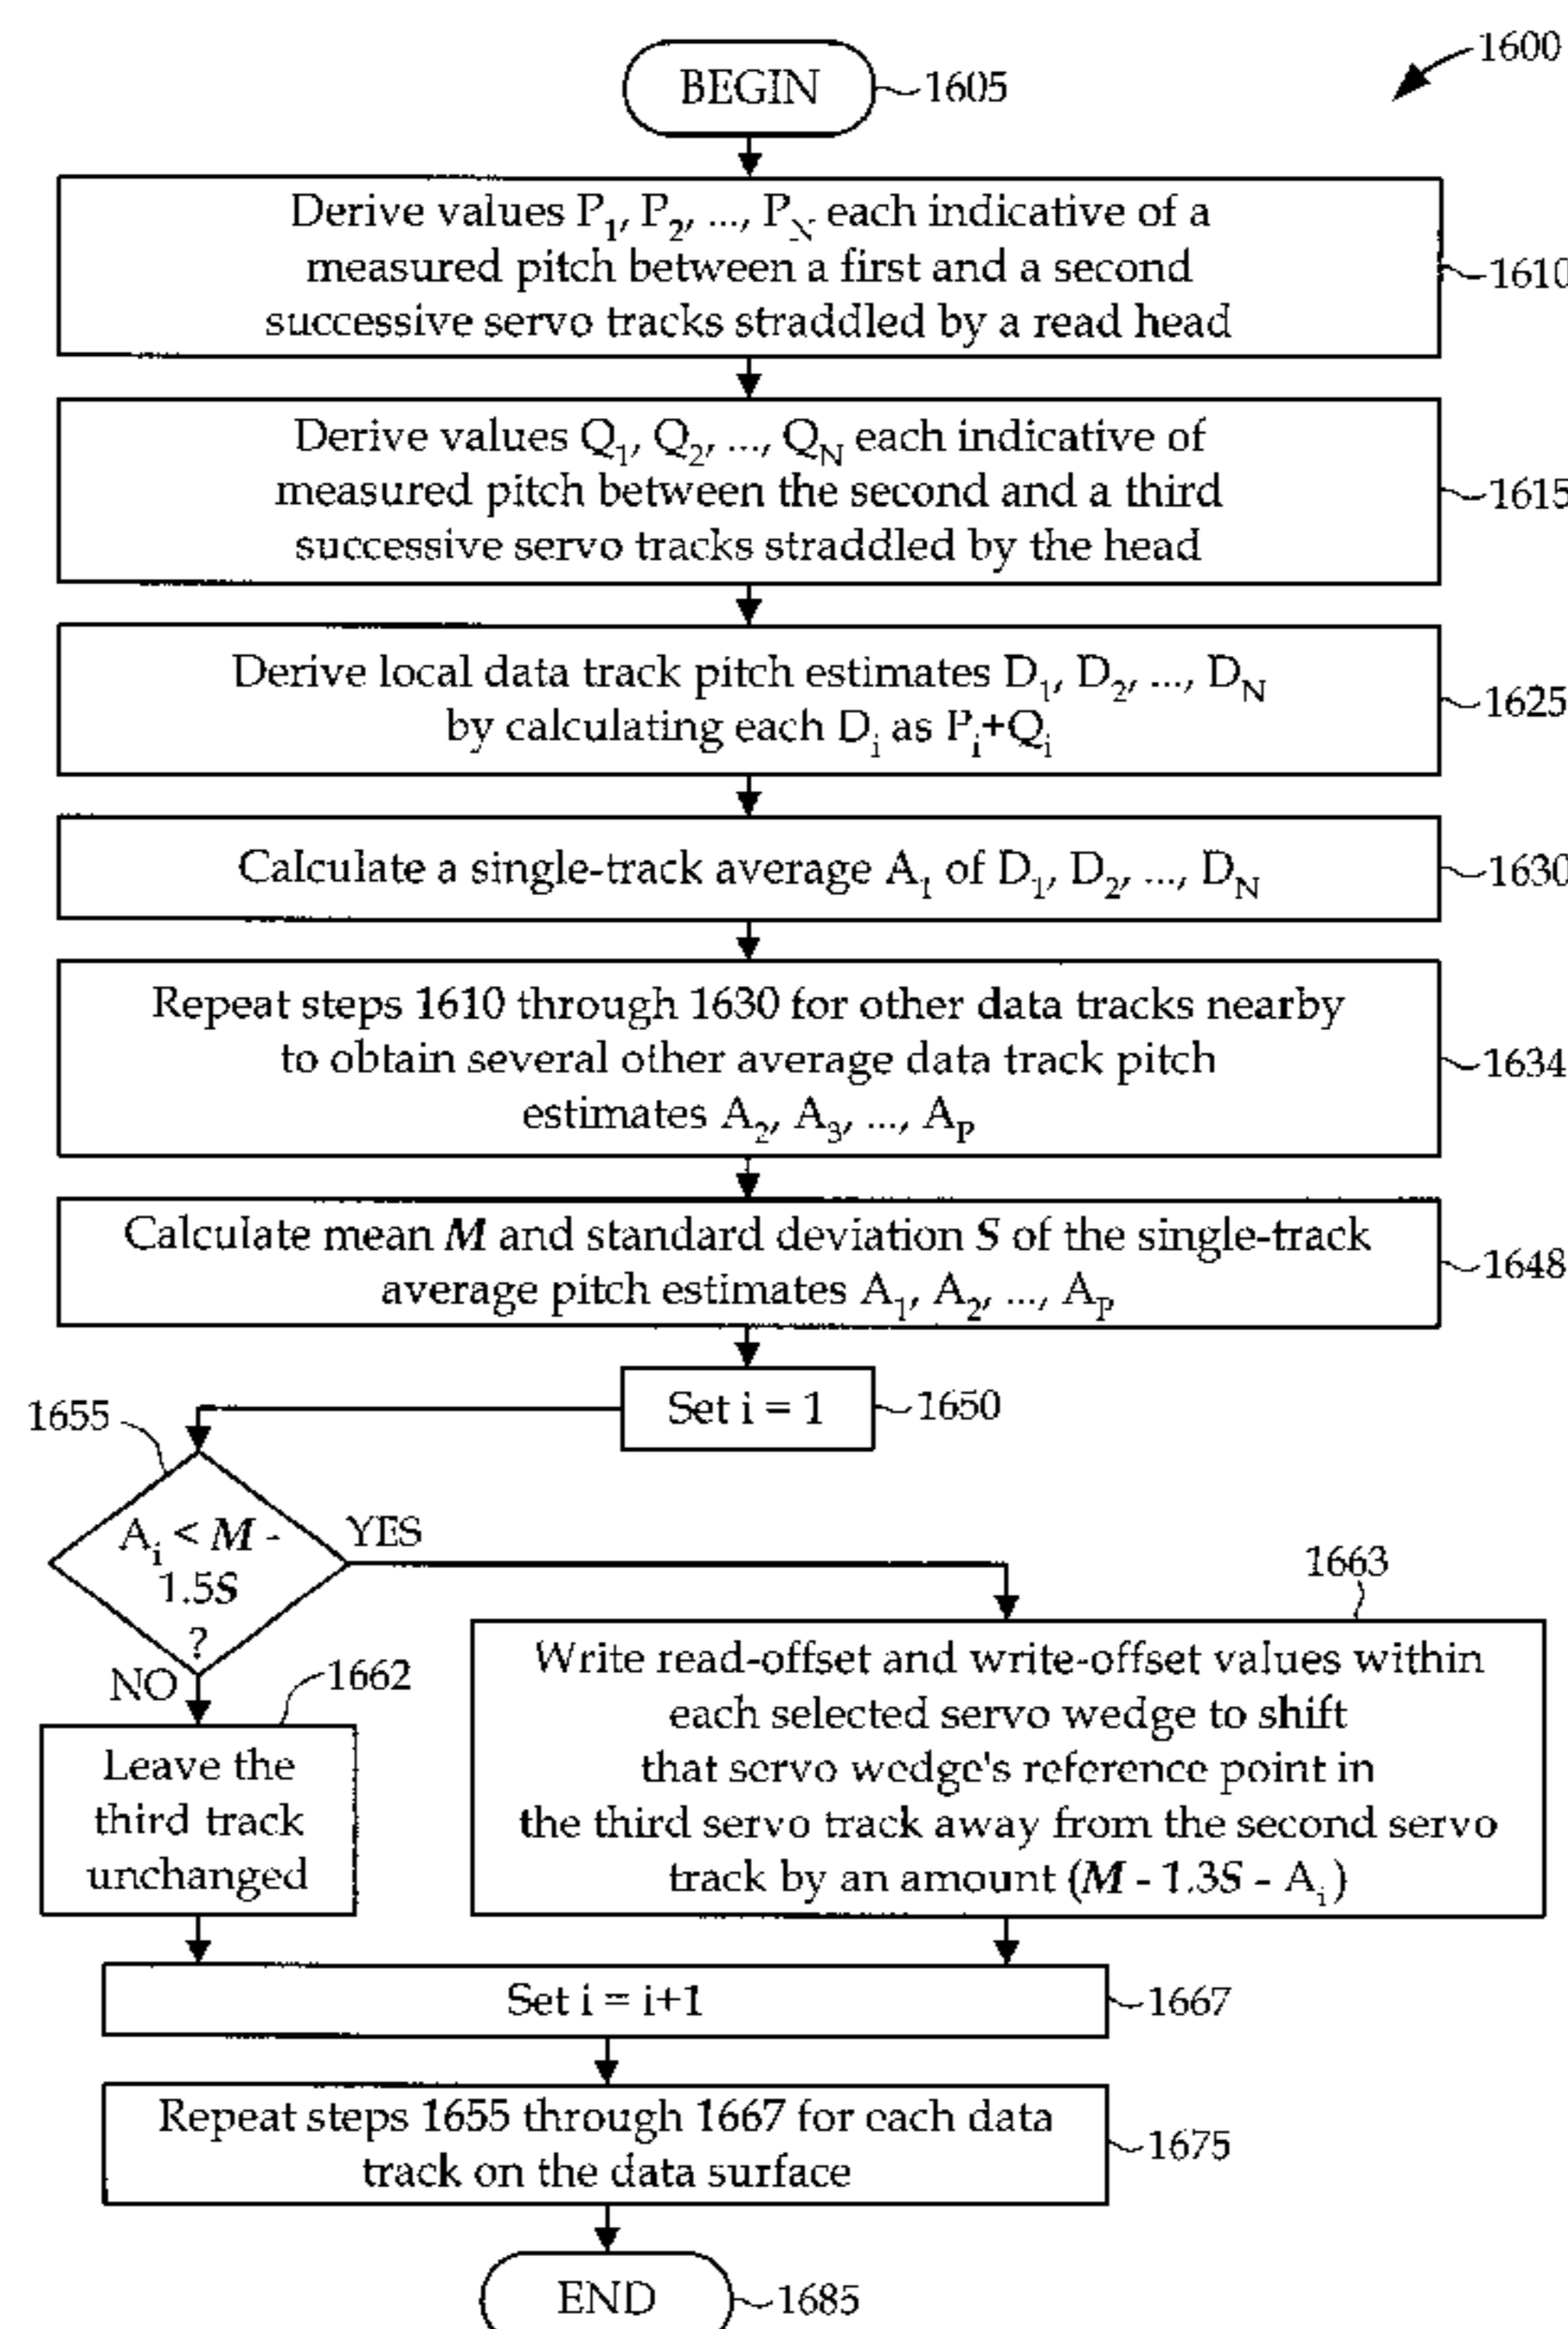 1600
BEGIN
1605
Derive values P₁, P₂, ..., P_N each indicative of a
measured pitch between a first and a second
successive servo tracks straddled by a read head
1610
Derive values Q₁, Q₂, ..., Q_N each indicative of
measured pitch between the second and a third
successive servo tracks straddled by the head
1615
Derive local data track pitch estimates D₁, D₂, ..., D_N
by calculating each Dᵢ as Pᵢ+Qᵢ
1625
Calculate a single-track average A₁ of D₁, D₂, ..., D_N
1630
Repeat steps 1610 through 1630 for other data tracks nearby
to obtain several other average data track pitch
estimates A₂, A₃, ..., A_P
1634
Calculate mean M and standard deviation S of the single-track
average pitch estimates A₁, A₂, ..., A_P
1648
Set i = 1
1650
1655
Aᵢ < M -
1.5S
?
YES
NO
1662
Leave the
third track
unchanged
1663
Write read-offset and write-offset values within
each selected servo wedge to shift
that servo wedge's reference point in
the third servo track away from the second servo
track by an amount (M - 1.3S - Aᵢ)
Set i = i+1
1667
Repeat steps 1655 through 1667 for each data
track on the data surface
1675
END
1685